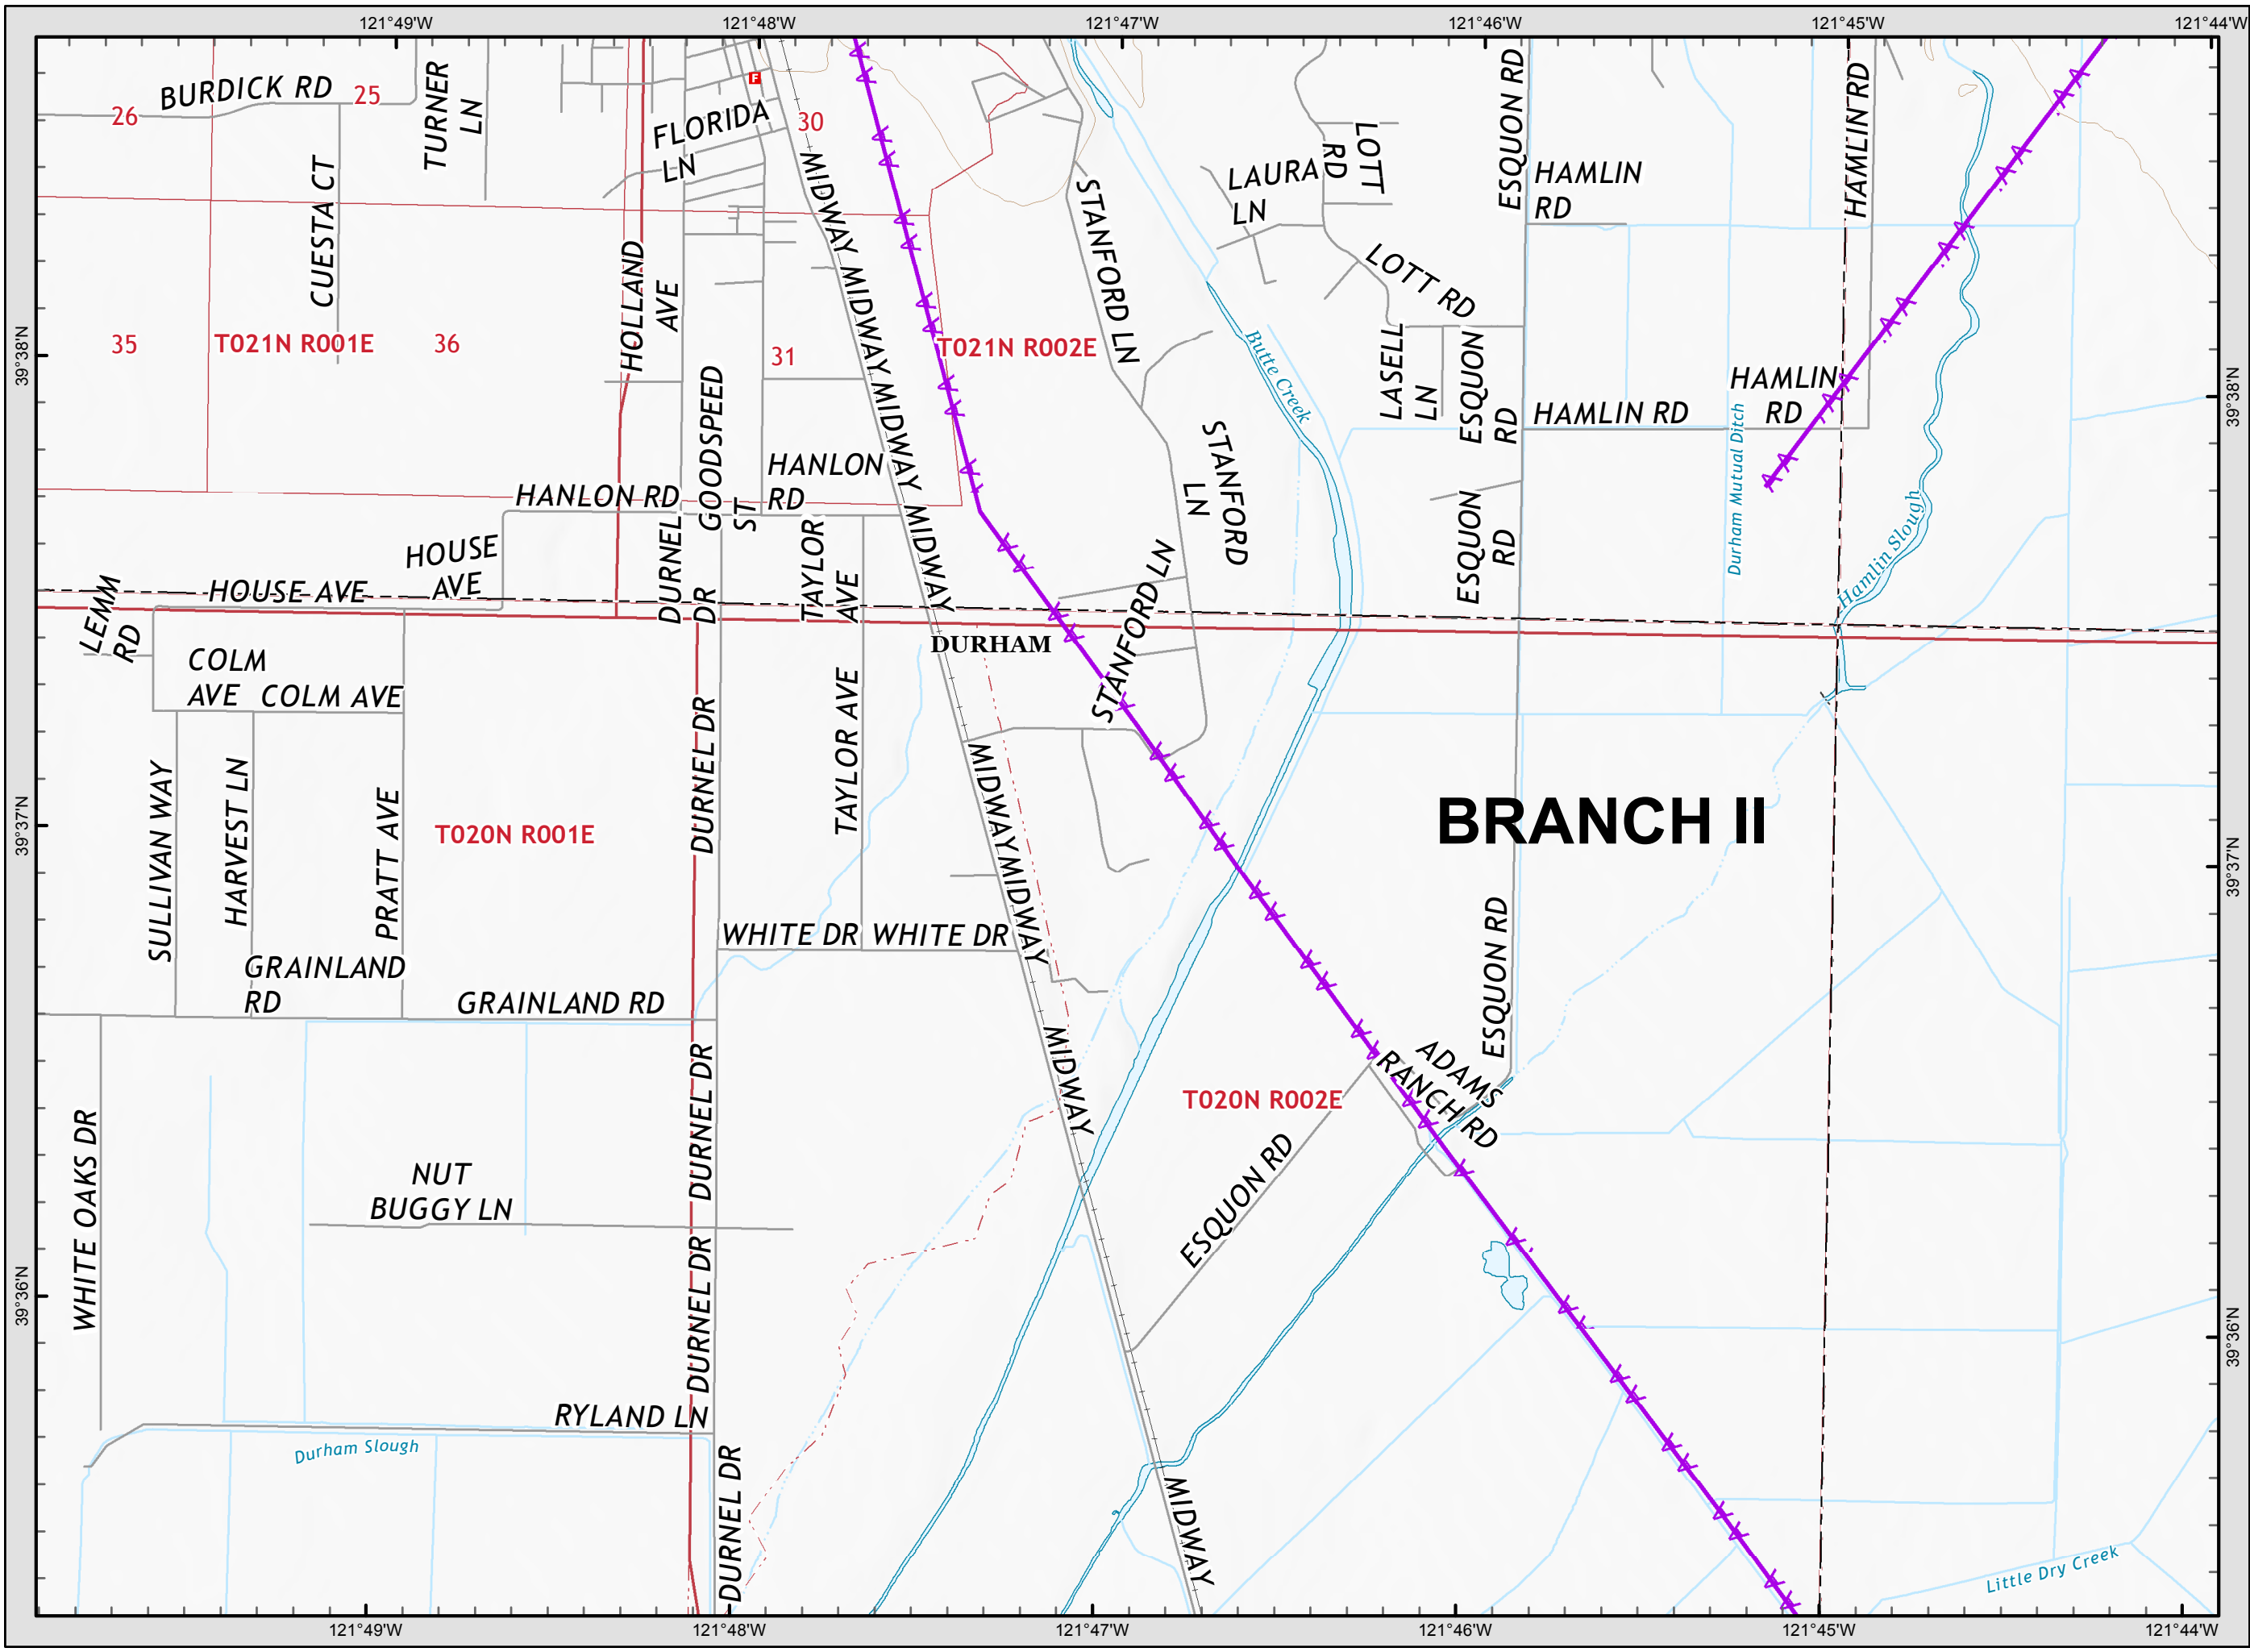 121°49'W
121°48'W
121°47'W
121°46'W
121°45'W
121°44'W
BURDICK RD
25
26
TURNER
LN
CUESTA CT
F
FLORIDA
LN
30
MIDWAY
MIDWAY
MIDWAY
MIDWAY
MIDWAY
MIDWAY
STANFORD LN
LAURA
LN
LOTT
RD
LOTT RD
ESQUON RD
HAMLIN
RD
HAMLIN RD
HOLLAND
AVE
35
T021N R001E
36
31
T021N R002E
39°38'N
39°38'N
Butte Creek
LASELL
LN
ESQUON
RD
HAMLIN RD
HAMLIN
RD
Durham Mutual Ditch
GOODSPEED
ST
HANLON
RD
HANLON RD
STANFORD
LN
ESQUON
RD
Hamlin Slough
HOUSE
AVE
HOUSE AVE
DURNEL
DR
TAYLOR
AVE
LEMM
RD
STANFORD LN
DURHAM
COLM
AVE
COLM AVE
DURNEL DR
TAYLOR AVE
MIDWAY
MIDWAY
SULLIVAN WAY
HARVEST LN
PRATT AVE
T020N R001E
39°37'N
39°37'N
BRANCH II
WHITE DR
WHITE DR
ESQUON RD
GRAINLAND
RD
GRAINLAND RD
MIDWAY
DURNEL DR
ADAMS
RANCH RD
T020N R002E
WHITE OAKS DR
NUT
BUGGY LN
ESQUON RD
DURNEL DR
39°36'N
39°36'N
RYLAND LN
Durham Slough
DURNEL DR
MIDWAY
Little Dry Creek
121°49'W
121°48'W
121°47'W
121°46'W
121°45'W
121°44'W